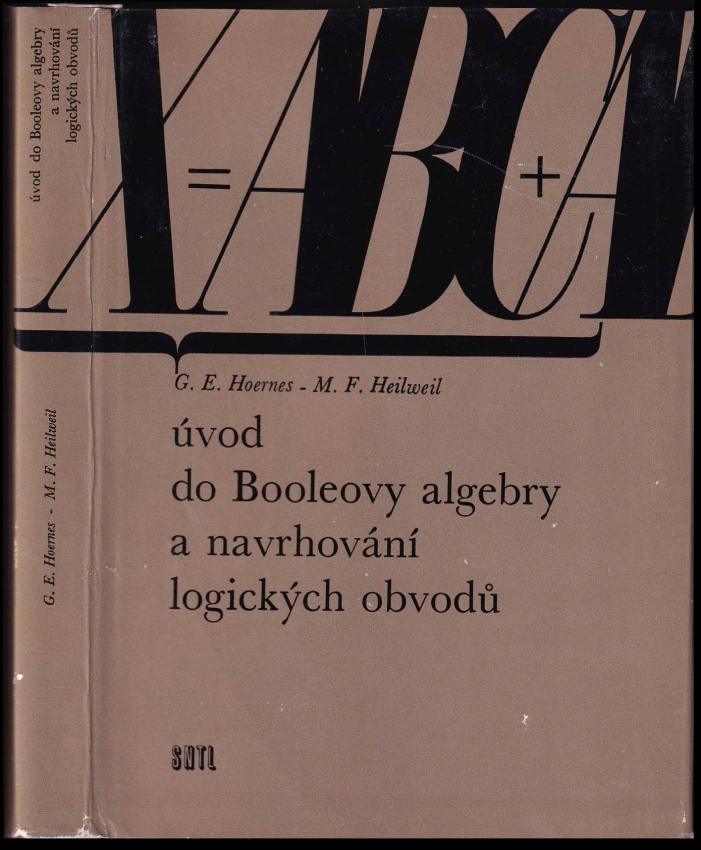 úvod do Booleovy algebry
a navrhování
logických obvodů
G. E. Hoernes - M. F. Heilweil
X=ABC+A
G. E. Hoernes - M. F. Heilweil
úvod
do Booleovy algebry
a navrhování
logických obvodů
SNTL